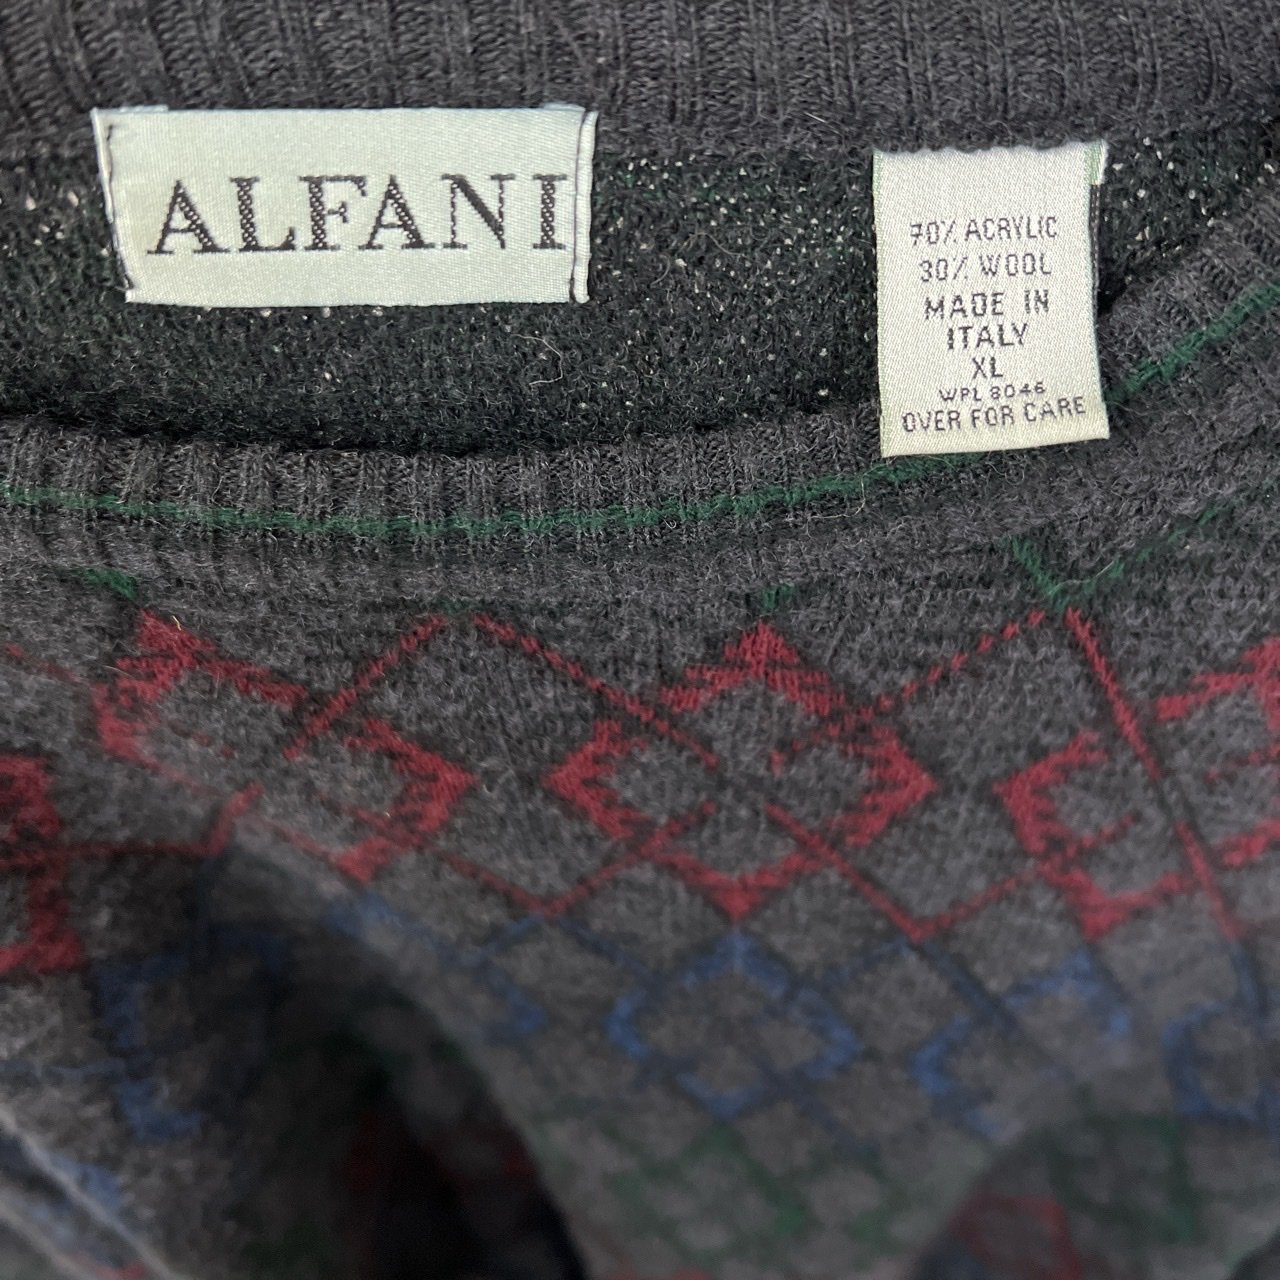 ALFANI
70% ACRYLIC
30% WOOL
MADE IN
ITALY
XL
WPL 8046
OVER FOR CARE